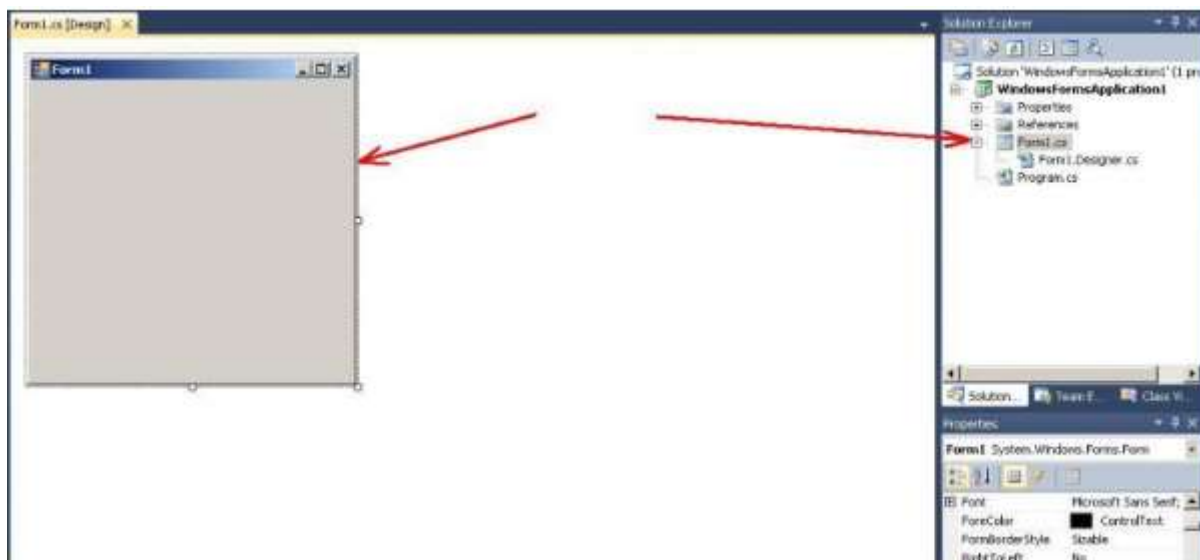 Form1.cs [Design]
Form1
Solution Explorer
Solution 'WindowsFormsApplication1' (1 pr
WindowsFormsApplication1
Properties
References
Form1.cs
Form1.Designer.cs
Program.cs
Solution...
Team E...
Class Vi...
Properties
Form1 System.Windows.Forms.Form
Font Microsoft Sans Serif;
ForeColor ControlText
FormBorderStyle Sizable
RightToLeft No